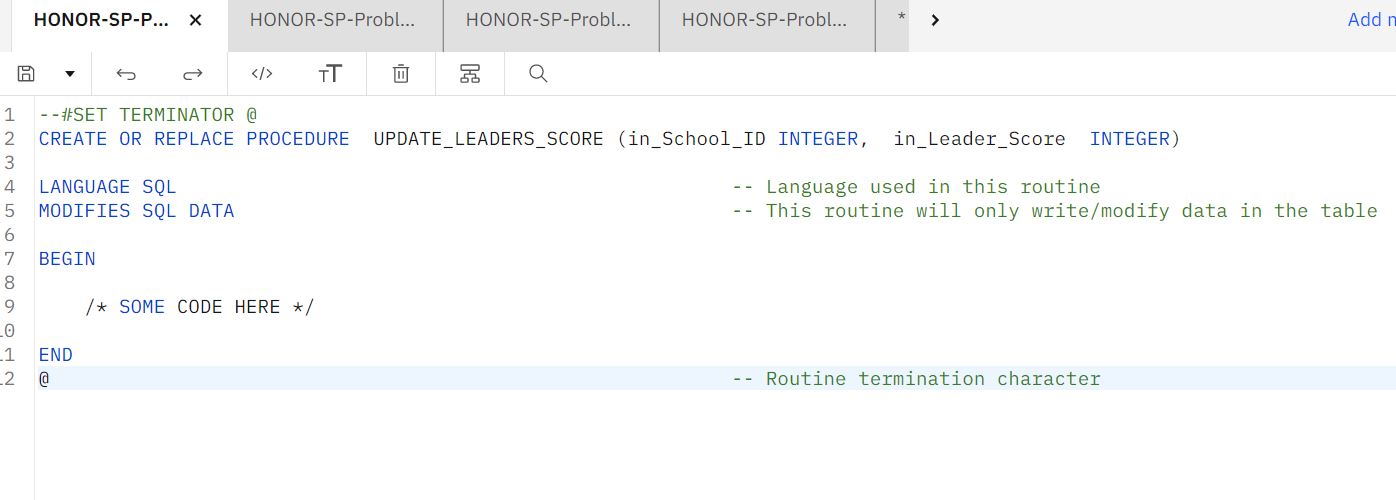 HONOR-SP-P... × HONOR-SP-Probl... HONOR-SP-Probl... HONOR-SP-Probl... * Add
1 --#SET TERMINATOR @
2 CREATE OR REPLACE PROCEDURE UPDATE_LEADERS_SCORE (in_School_ID INTEGER, in_Leader_Score INTEGER)
3
4 LANGUAGE SQL -- Language used in this routine
5 MODIFIES SQL DATA -- This routine will only write/modify data in the table
6
7 BEGIN
8
9 /* SOME CODE HERE */
10
11 END
12 @ -- Routine termination character